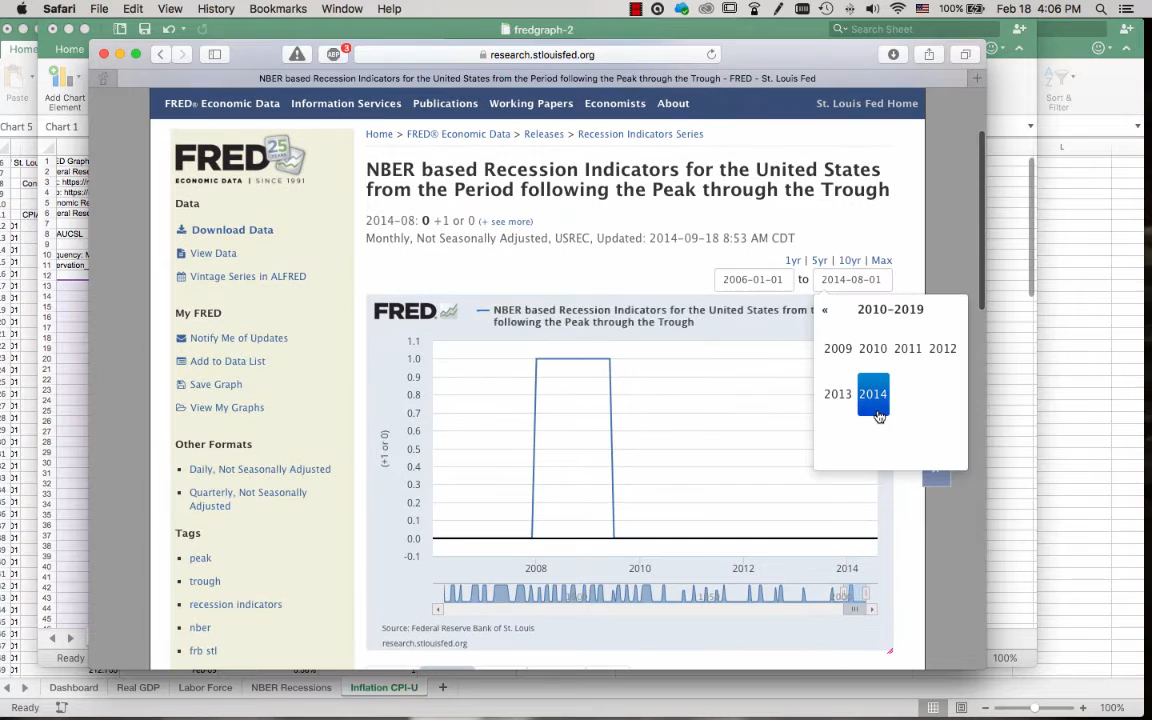 Safari File Edit View History Bookmarks Window Help 100% Feb 18 4:06 PM
fredgraph-2
Search Sheet
Home
Home
research.stlouisfed.org
ABP
3
Paste
Add Chart
Element
Sort &
Filter
NBER based Recession Indicators for the United States from the Period following the Peak through the Trough - FRED - St. Louis Fed
FRED® Economic Data Information Services Publications Working Papers Economists About St. Louis Fed Home
Chart 5
Chart 1
L
Home > FRED® Economic Data > Releases > Recession Indicators Series
FRED 25 YEARS
ECONOMIC DATA | SINCE 1991
NBER based Recession Indicators for the United States
from the Period following the Peak through the Trough
2014-08: 0 +1 or 0 (+ see more)
Monthly, Not Seasonally Adjusted, USREC, Updated: 2014-09-18 8:53 AM CDT
1yr | 5yr | 10yr | Max
2006-01-01 to 2014-08-01
Data
Download Data
View Data
Vintage Series in ALFRED
My FRED
Notify Me of Updates
Add to Data List
Save Graph
View My Graphs
Other Formats
Daily, Not Seasonally Adjusted
Quarterly, Not Seasonally
Adjusted
Tags
peak
trough
recession indicators
nber
frb stl
FRED
NBER based Recession Indicators for the United States from t
following the Peak through the Trough
« 2010-2019
2009 2010 2011 2012
2013 2014
1.1
1.0
0.9
0.8
0.7
0.6
0.5
0.4
0.3
0.2
0.1
0.0
-0.1
(+1 or 0)
2008 2010 2012 2014
1900 1950 2000
Source: Federal Reserve Bank of St. Louis
research.stlouisfed.org
Ready
100%
Dashboard Real GDP Labor Force NBER Recessions Inflation CPI-U +
Ready
100%